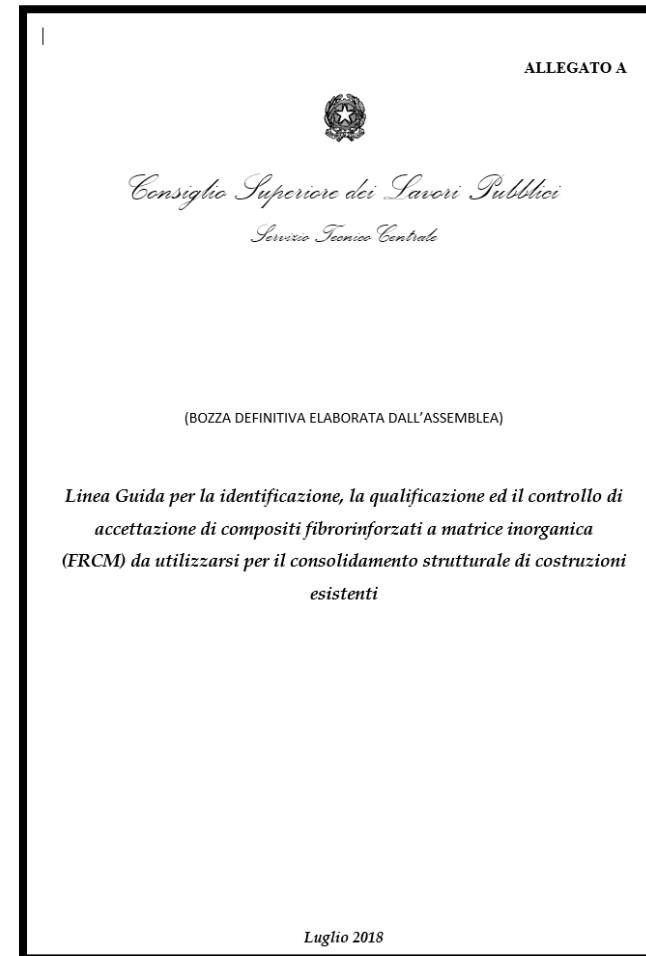 ALLEGATO A
Consiglio Superiore dei Lavori Pubblici
Servizio Tecnico Centrale
(BOZZA DEFINITIVA ELABORATA DALL'ASSEMBLEA)
Linea Guida per la identificazione, la qualificazione ed il controllo di
accettazione di compositi fibrorinforzati a matrice inorganica
(FRCM) da utilizzarsi per il consolidamento strutturale di costruzioni
esistenti
Luglio 2018